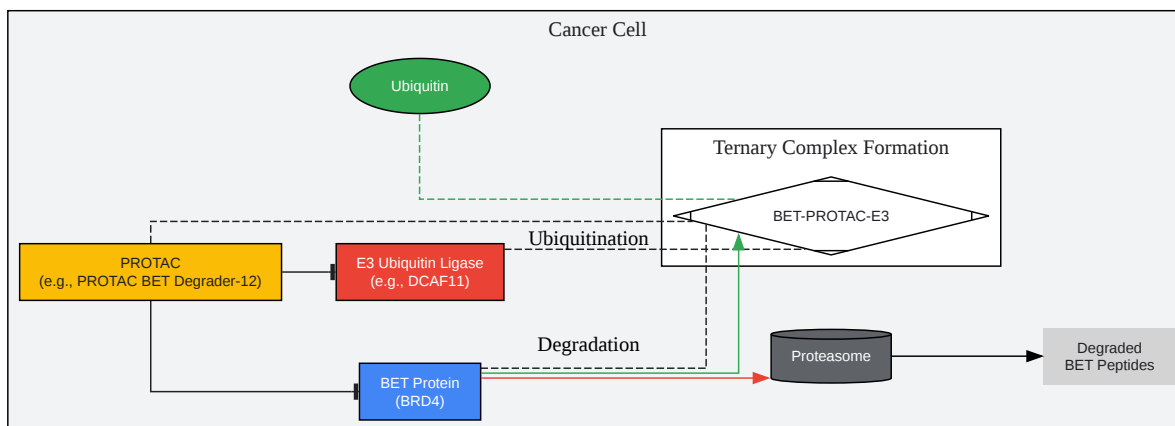 Cancer Cell
Ubiquitin
Ternary Complex Formation
BET-PROTAC-E3
Ubiquitination
PROTAC
(e.g., PROTAC BET Degrader-12)
E3 Ubiquitin Ligase
(e.g., DCAF11)
Degradation
Proteasome
Degraded
BET Peptides
BET Protein
(BRD4)